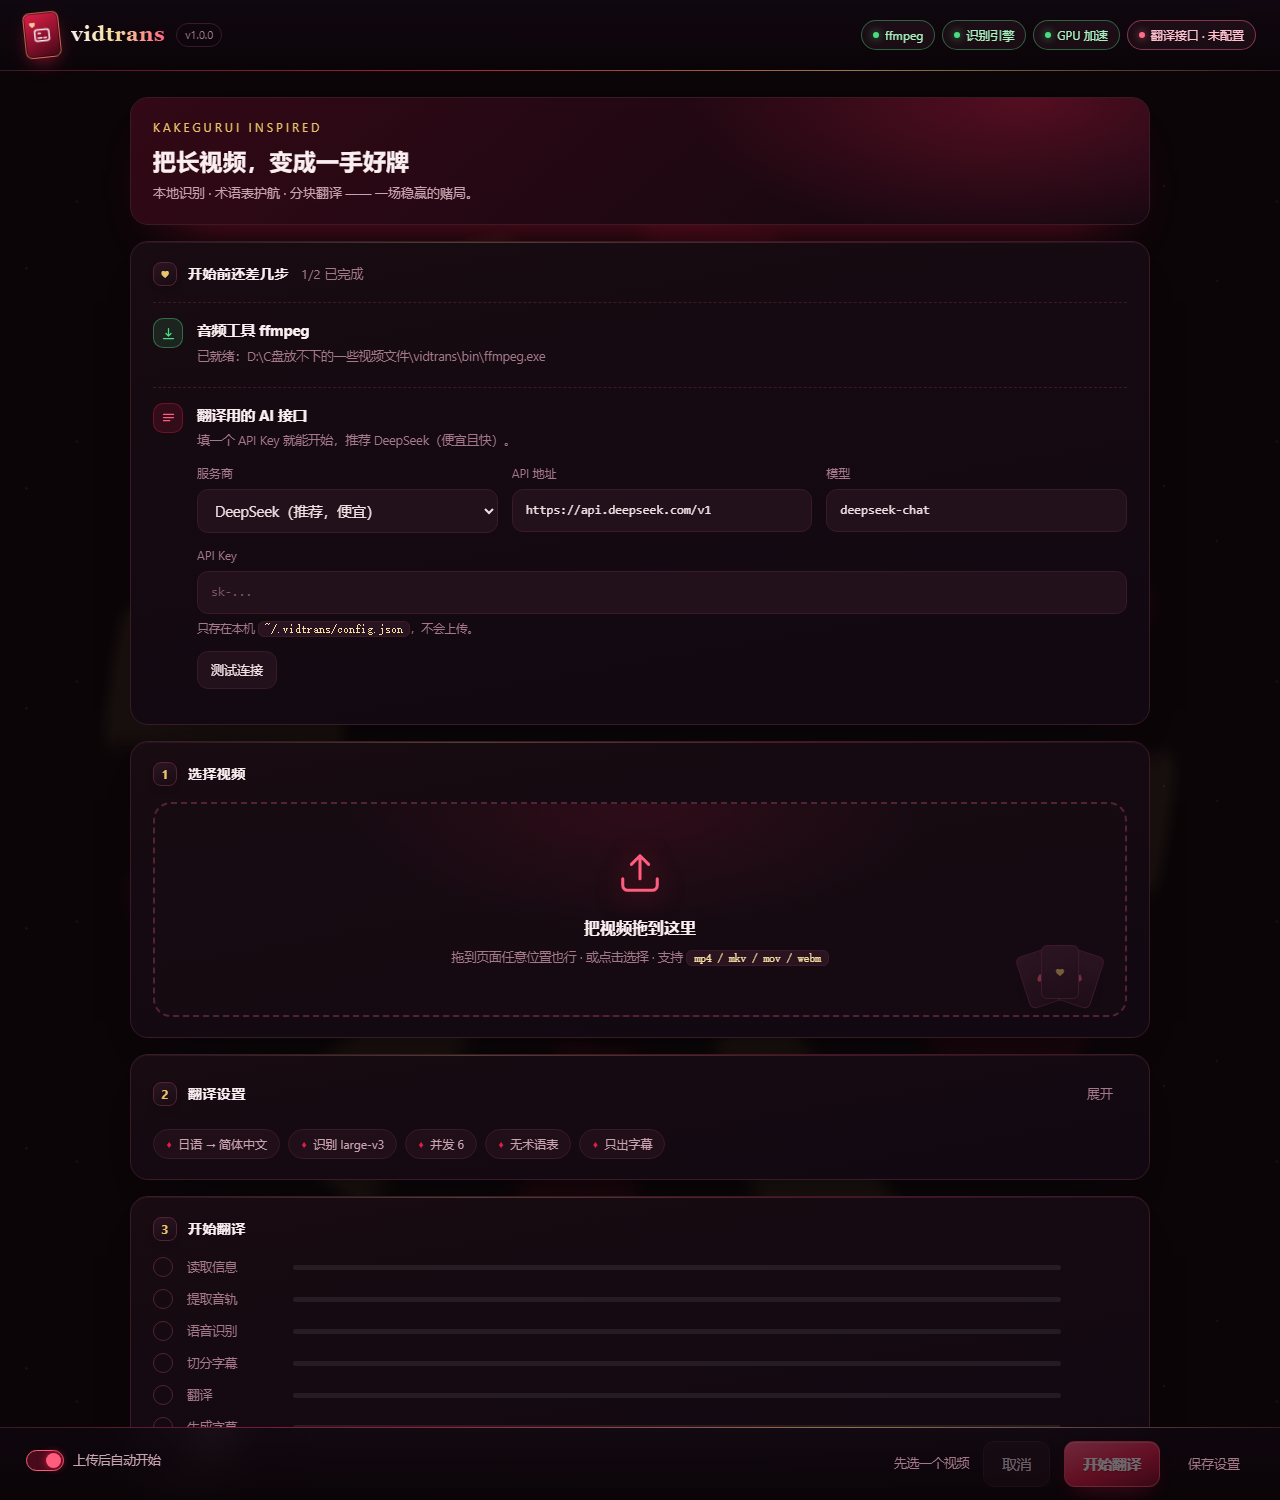 vidtrans v1.0.0
ffmpeg 识别引擎 GPU 加速 翻译接口 · 未配置
KAKEGURUI INSPIRED
把长视频，变成一手好牌
本地识别 · 术语表护航 · 分块翻译 —— 一场稳赢的赌局。
开始前还差几步 1/2 已完成
音频工具 ffmpeg
已就绪：D:\C盘放不下的一些视频文件\vidtrans\bin\ffmpeg.exe
翻译用的 AI 接口
填一个 API Key 就能开始，推荐 DeepSeek（便宜且快）。
服务商 API 地址 模型
DeepSeek（推荐，便宜） https://api.deepseek.com/v1 deepseek-chat
API Key
sk-...
只存在本机 ~/.vidtrans/config.json，不会上传。
测试连接
1 选择视频
把视频拖到这里
拖到页面任意位置也行 · 或点击选择 · 支持 mp4 / mkv / mov / webm
2 翻译设置 展开
日语 → 简体中文 识别 large-v3 并发 6 无术语表 只出字幕
3 开始翻译
读取信息
提取音轨
语音识别
切分字幕
翻译
生成字幕
上传后自动开始 先选一个视频 取消 开始翻译 保存设置